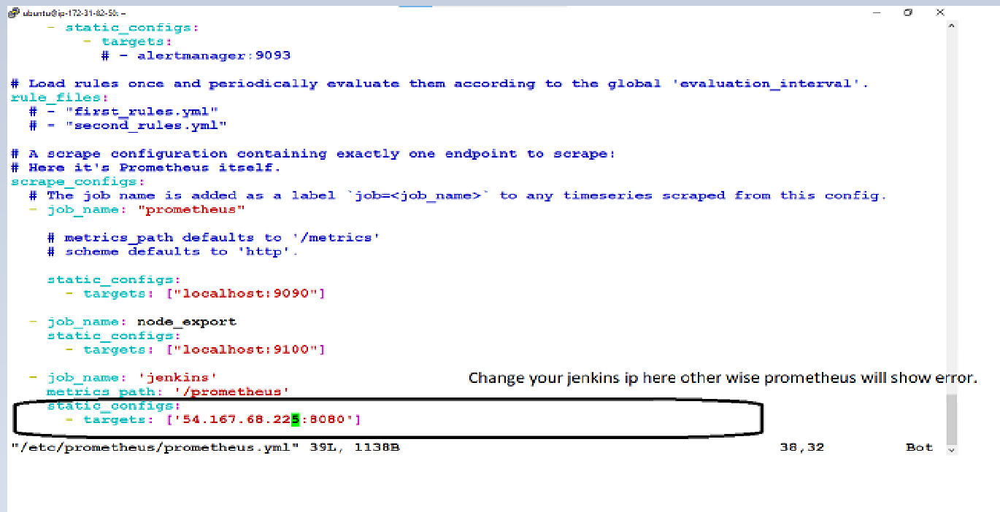 ubuntu@ip-172-31-82-50: ~
- static_configs:
- targets:
# - alertmanager:9093
# Load rules once and periodically evaluate them according to the global 'evaluation_interval'.
rule_files:
# - "first_rules.yml"
# - "second_rules.yml"
# A scrape configuration containing exactly one endpoint to scrape:
# Here it's Prometheus itself.
scrape_configs:
# The job name is added as a label `job=<job_name>` to any timeseries scraped from this config.
- job_name: "prometheus"
# metrics_path defaults to '/metrics'
# scheme defaults to 'http'.
static_configs:
- targets: ["localhost:9090"]
- job_name: node_export
static_configs:
- targets: ["localhost:9100"]
- job_name: 'jenkins'
Change your jenkins ip here other wise prometheus will show error.
metrics_path: '/prometheus'
static_configs:
- targets: ['54.167.68.225:8080']
"/etc/prometheus/prometheus.yml" 39L, 1138B 38,32 Bot